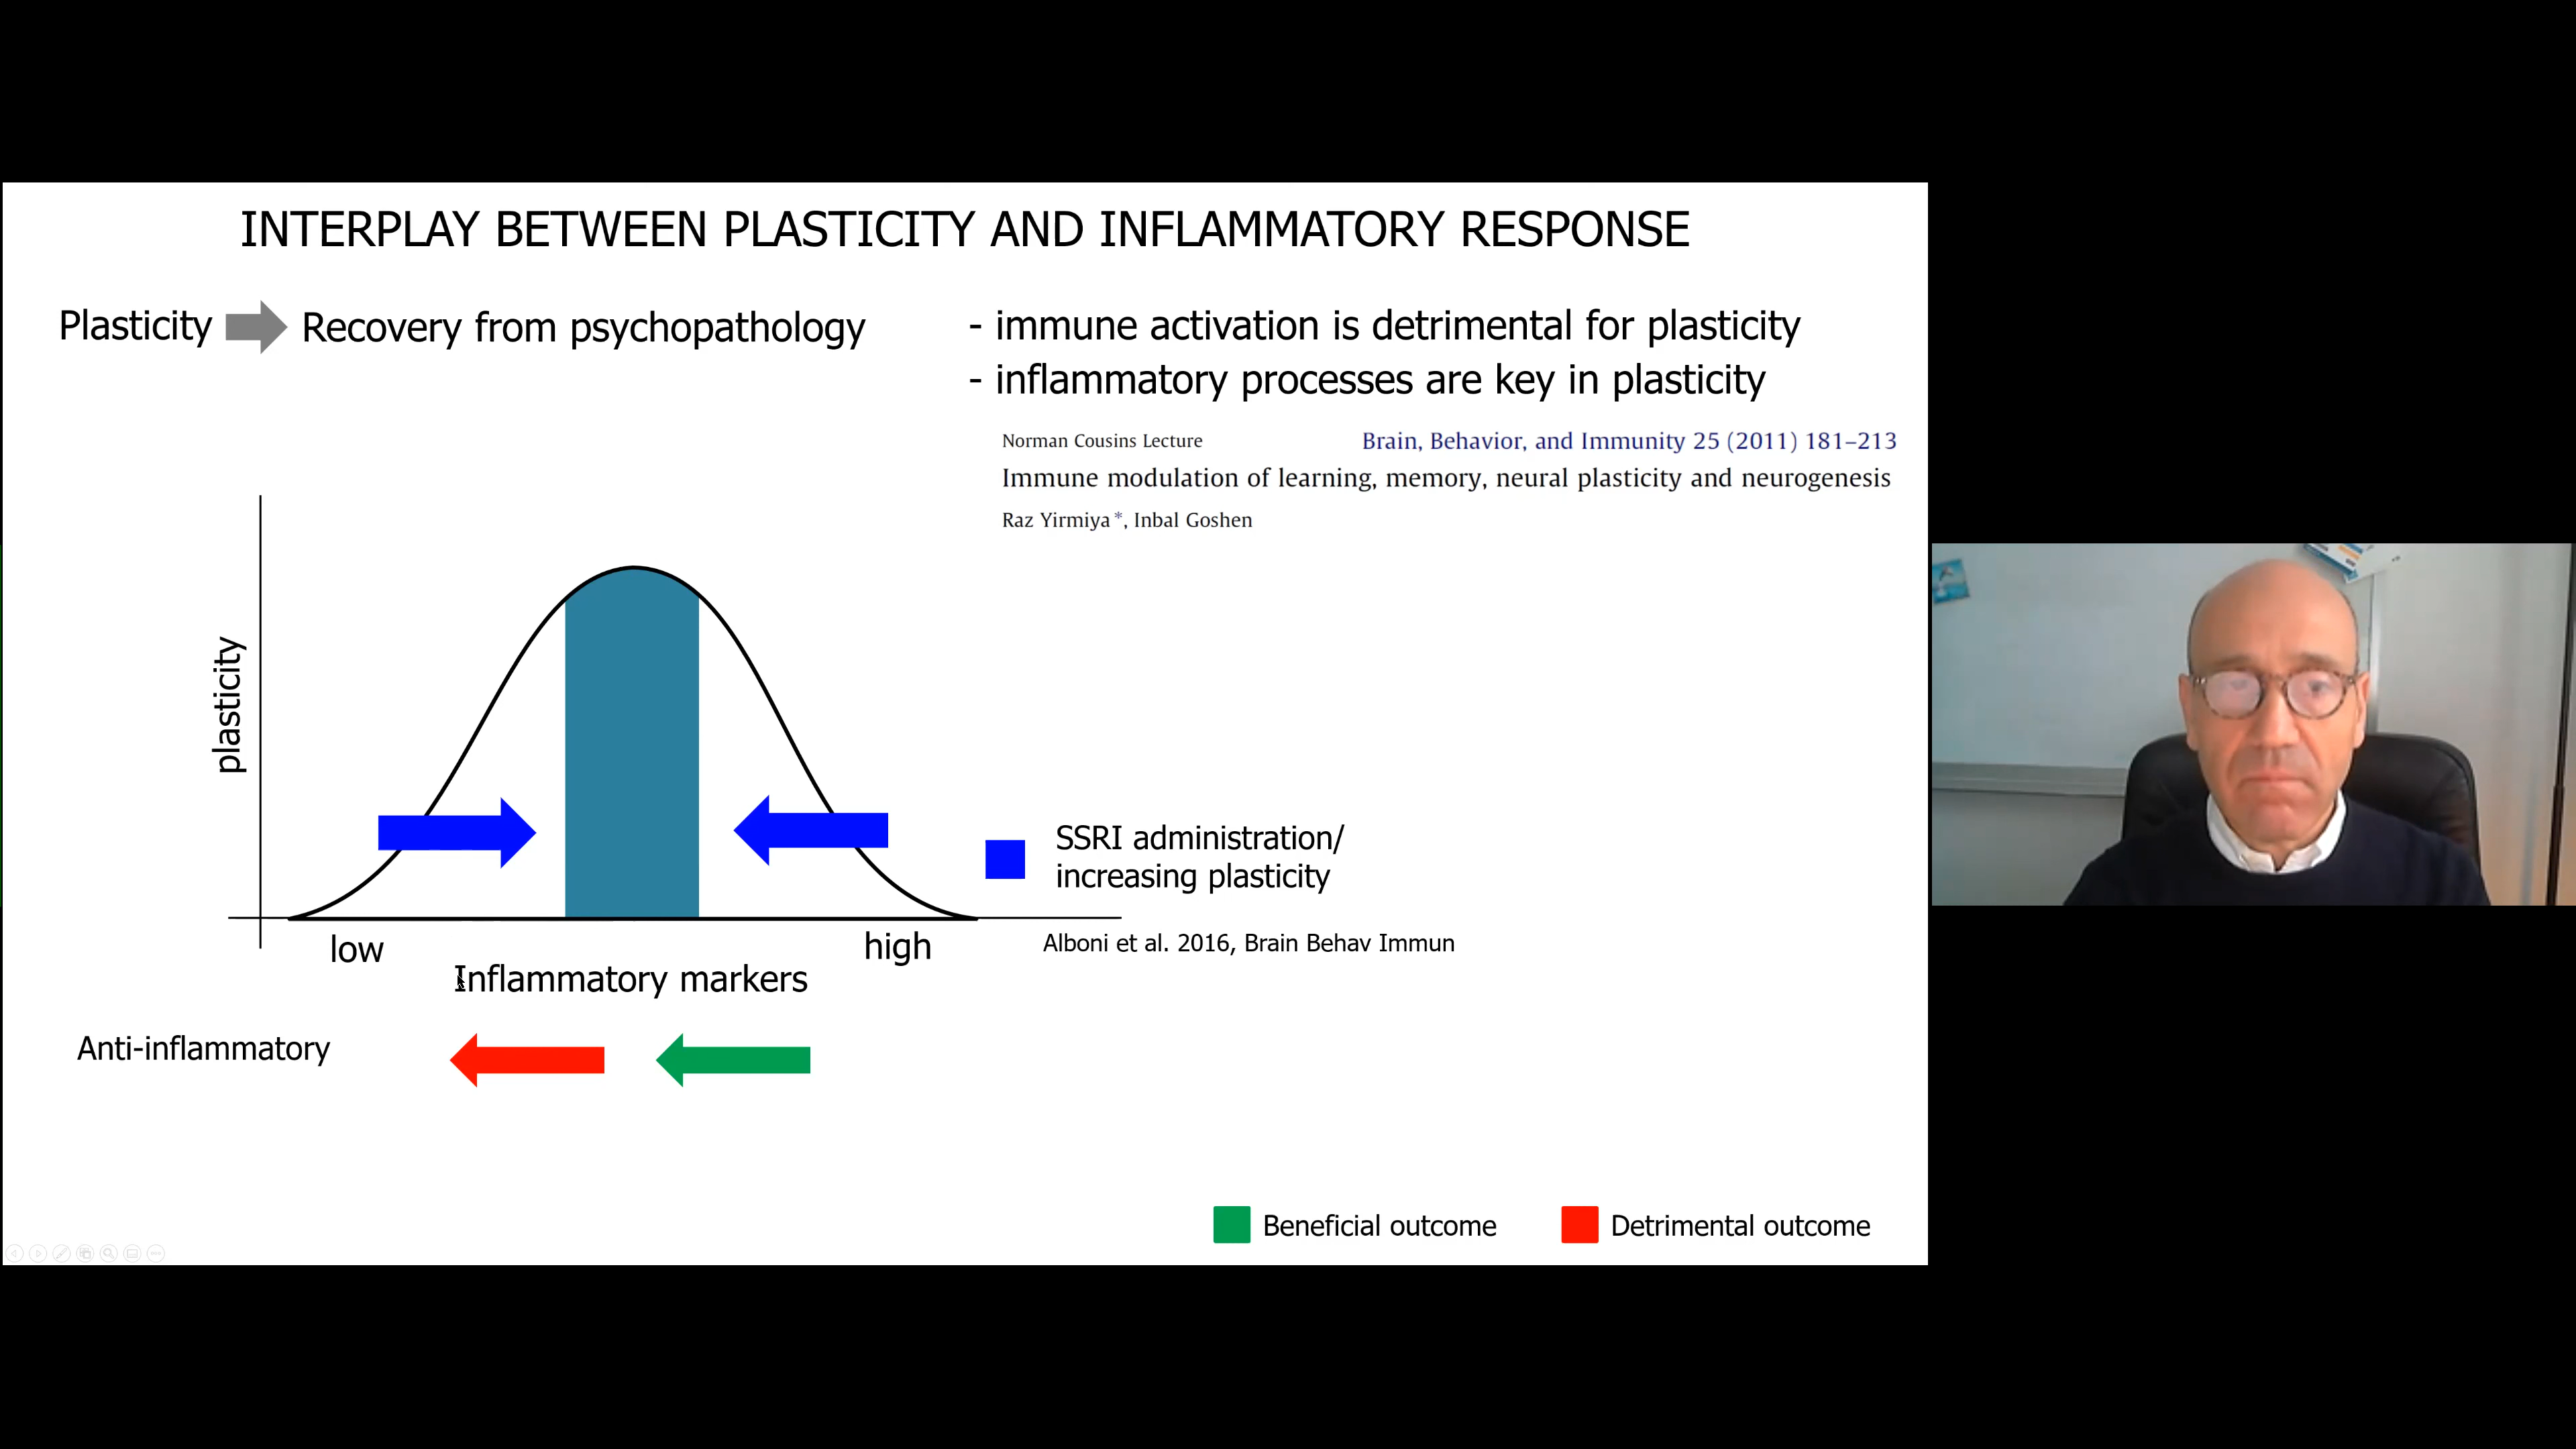 INTERPLAY BETWEEN PLASTICITY AND INFLAMMATORY RESPONSE
Plasticity Recovery from psychopathology
- immune activation is detrimental for plasticity
- inflammatory processes are key in plasticity
Norman Cousins Lecture Brain, Behavior, and Immunity 25 (2011) 181–213
Immune modulation of learning, memory, neural plasticity and neurogenesis
Raz Yirmiya *, Inbal Goshen
plasticity
SSRI administration/
increasing plasticity
low high
Inflammatory markers
Alboni et al. 2016, Brain Behav Immun
Anti-inflammatory
Beneficial outcome Detrimental outcome